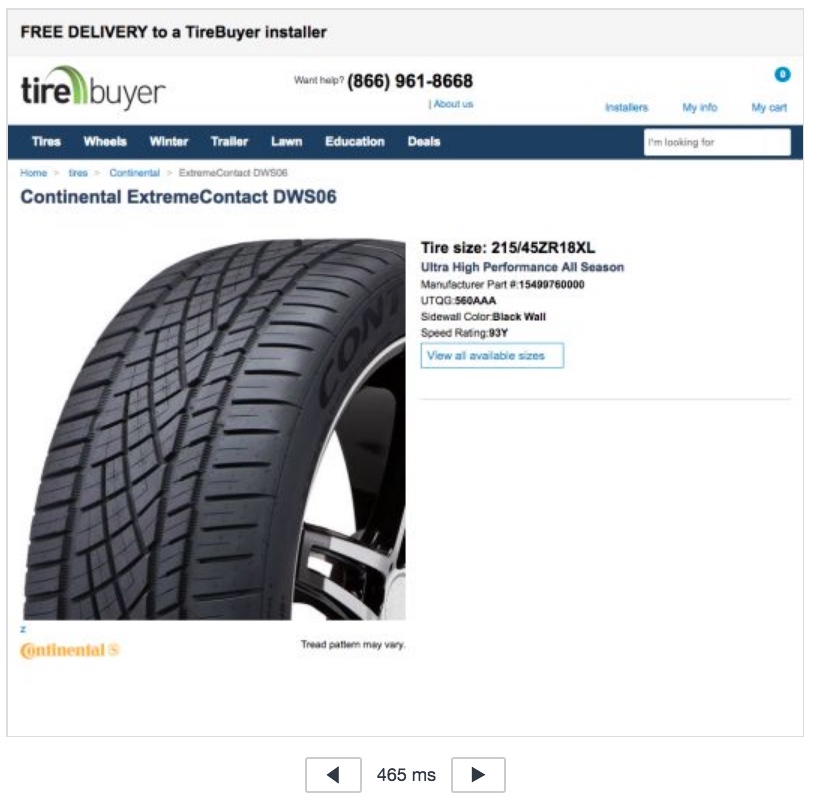 FREE DELIVERY to a TireBuyer installer
tirebuyer
Want help? (866) 961-8668
| About us
0
Installers My info My cart
Tires Wheels Winter Trailer Lawn Education Deals
I'm looking for
Home > tires > Continental > ExtremeContact DWS06
Continental ExtremeContact DWS06
CONT
Tire size: 215/45ZR18XL
Ultra High Performance All Season
Manufacturer Part #:15499760000
UTQG:560AAA
Sidewall Color:Black Wall
Speed Rating:93Y
View all available sizes
z
Continental
Tread pattern may vary.
465 ms